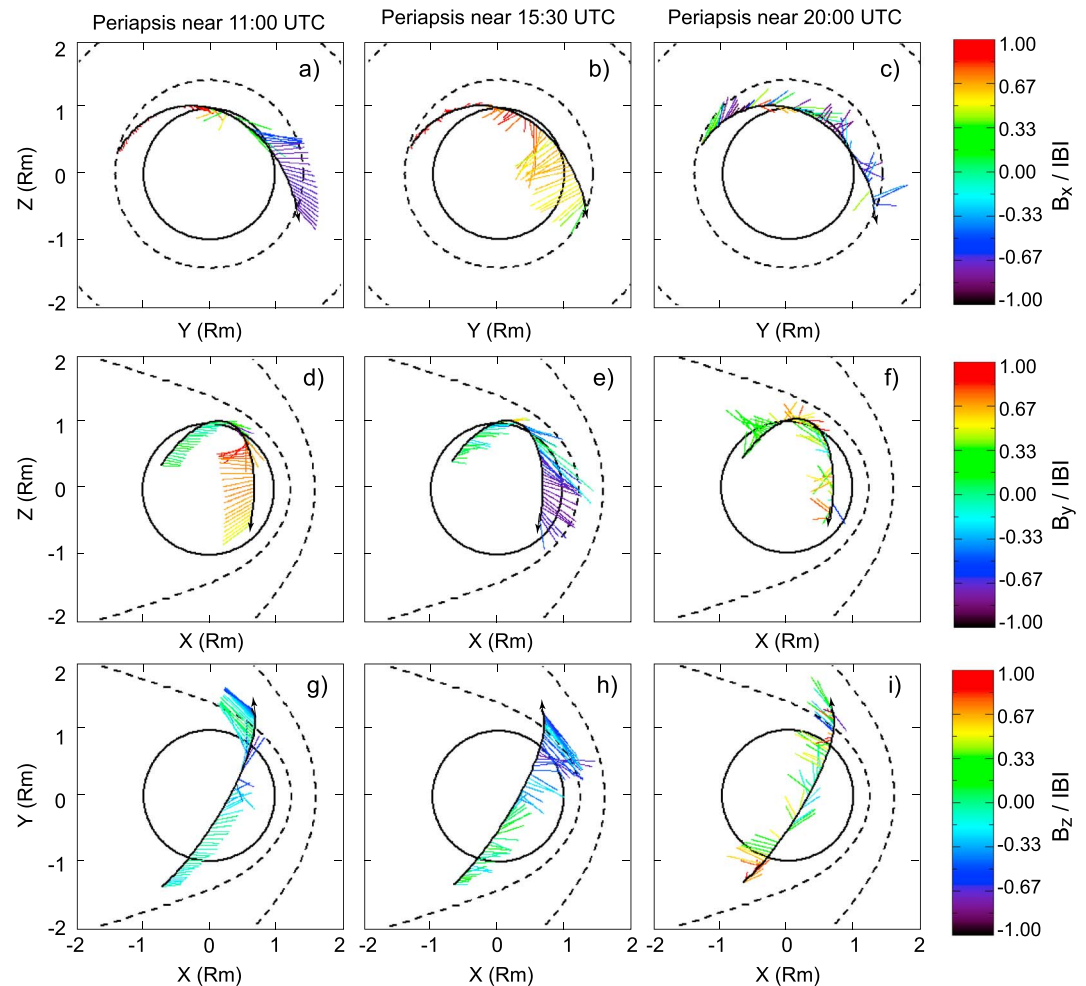 Periapsis near 11:00 UTC
Periapsis near 15:30 UTC
Periapsis near 20:00 UTC
a)
b)
c)
2
1
0
-1
-2
Z (Rm)
Y (Rm)
Y (Rm)
Y (Rm)
1.00
0.67
0.33
0.00
-0.33
-0.67
-1.00
Bx / IBI
d)
e)
f)
2
1
0
-1
-2
Z (Rm)
X (Rm)
X (Rm)
X (Rm)
1.00
0.67
0.33
0.00
-0.33
-0.67
-1.00
By / IBI
g)
h)
i)
2
1
0
-1
-2
Y (Rm)
-2 -1 0 1 2
-1 0 1 2
-2 -1 0 1 2
X (Rm)
X (Rm)
X (Rm)
1.00
0.67
0.33
0.00
-0.33
-0.67
-1.00
Bz / IBI